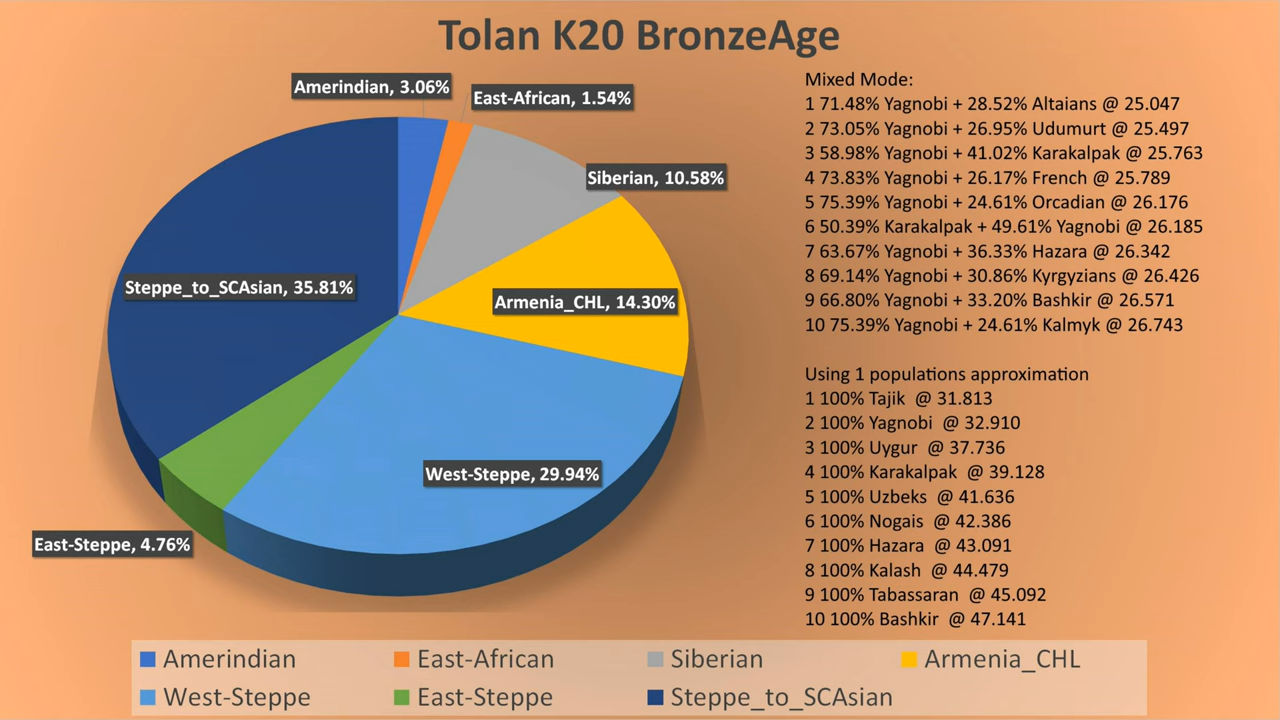 Tolan K20 BronzeAge
Amerindian, 3.06%
East-African, 1.54%
Siberian, 10.58%
Armenia_CHL, 14.30%
West-Steppe, 29.94%
East-Steppe, 4.76%
Steppe_to_SCAsian, 35.81%
Mixed Mode:
1 71.48% Yagnobi + 28.52% Altaians @ 25.047
2 73.05% Yagnobi + 26.95% Udumurt @ 25.497
3 58.98% Yagnobi + 41.02% Karakalpak @ 25.763
4 73.83% Yagnobi + 26.17% French @ 25.789
5 75.39% Yagnobi + 24.61% Orcadian @ 26.176
6 50.39% Karakalpak + 49.61% Yagnobi @ 26.185
7 63.67% Yagnobi + 36.33% Hazara @ 26.342
8 69.14% Yagnobi + 30.86% Kyrgyzians @ 26.426
9 66.80% Yagnobi + 33.20% Bashkir @ 26.571
10 75.39% Yagnobi + 24.61% Kalmyk @ 26.743
Using 1 populations approximation
1 100% Tajik @ 31.813
2 100% Yagnobi @ 32.910
3 100% Uygur @ 37.736
4 100% Karakalpak @ 39.128
5 100% Uzbeks @ 41.636
6 100% Nogais @ 42.386
7 100% Hazara @ 43.091
8 100% Kalash @ 44.479
9 100% Tabassaran @ 45.092
10 100% Bashkir @ 47.141
Amerindian East-African Siberian Armenia_CHL
West-Steppe East-Steppe Steppe_to_SCAsian